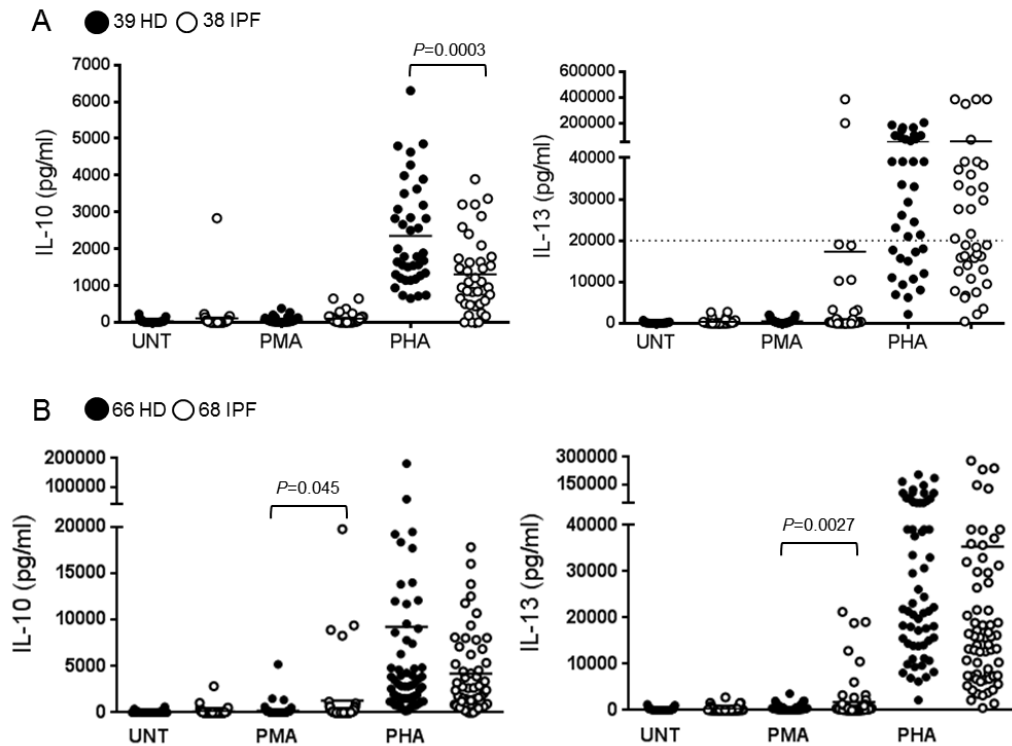 A
39 HD
38 IPF
IL-10 (pg/ml)
7000
6000
5000
4000
3000
2000
1000
0
P=0.0003
UNT
PMA
PHA
IL-13 (pg/ml)
600000
400000
200000
40000
20000
0
UNT
PMA
PHA
B
66 HD
68 IPF
IL-10 (pg/ml)
200000
100000
20000
15000
10000
5000
0
P=0.045
UNT
PMA
PHA
IL-13 (pg/ml)
300000
150000
40000
30000
20000
10000
0
P=0.0027
UNT
PMA
PHA